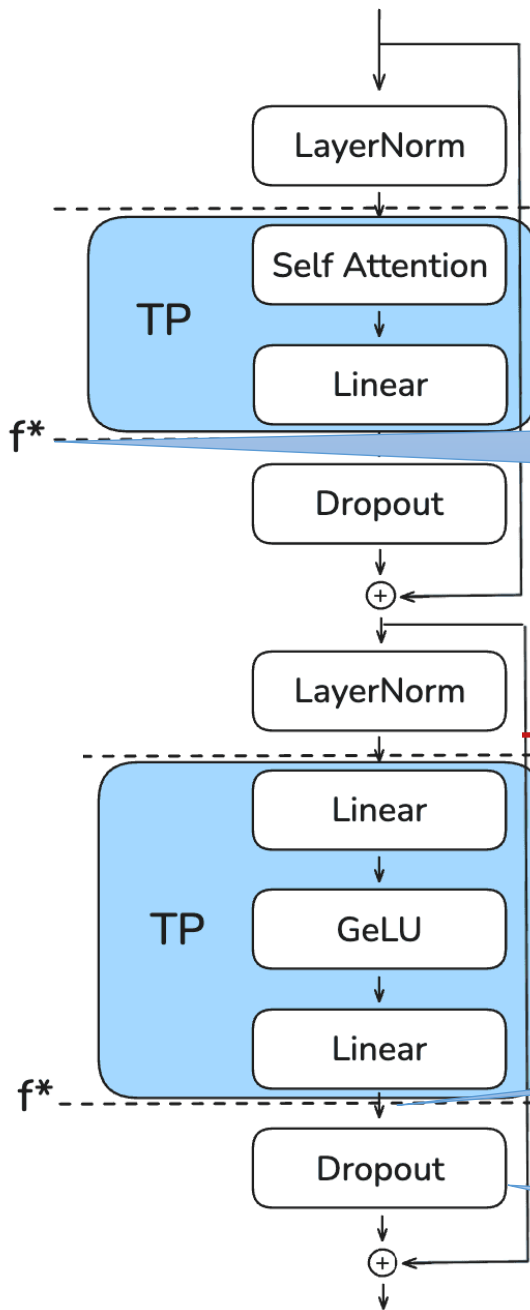 LayerNorm
Self Attention
TP
Linear
f*
Dropout
+
LayerNorm
Linear
TP
GeLU
Linear
f*
Dropout
+